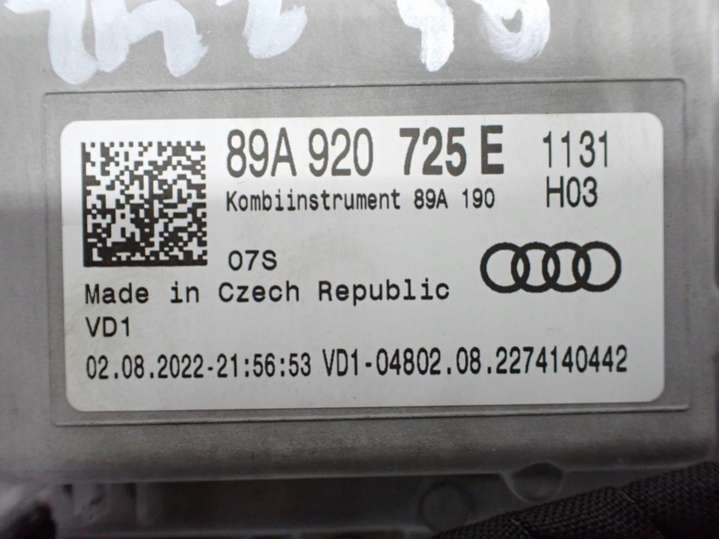 89A 920 725 E 1131
Kombiinstrument 89A 190 H03
07S
Made in Czech Republic
VD1
02.08.2022-21:56:53 VD1-04802.08.2274140442